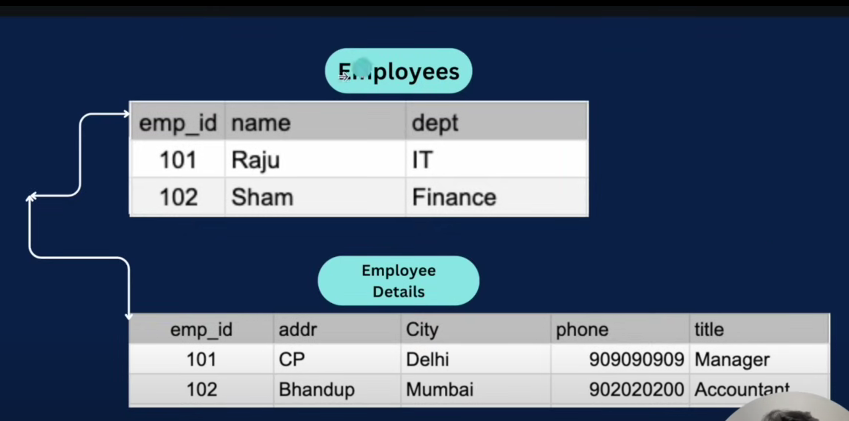 Employees
emp_id name dept
101 Raju IT
102 Sham Finance
Employee
Details
emp_id addr City phone title
101 CP Delhi 909090909 Manager
102 Bhandup Mumbai 902020200 Accountant